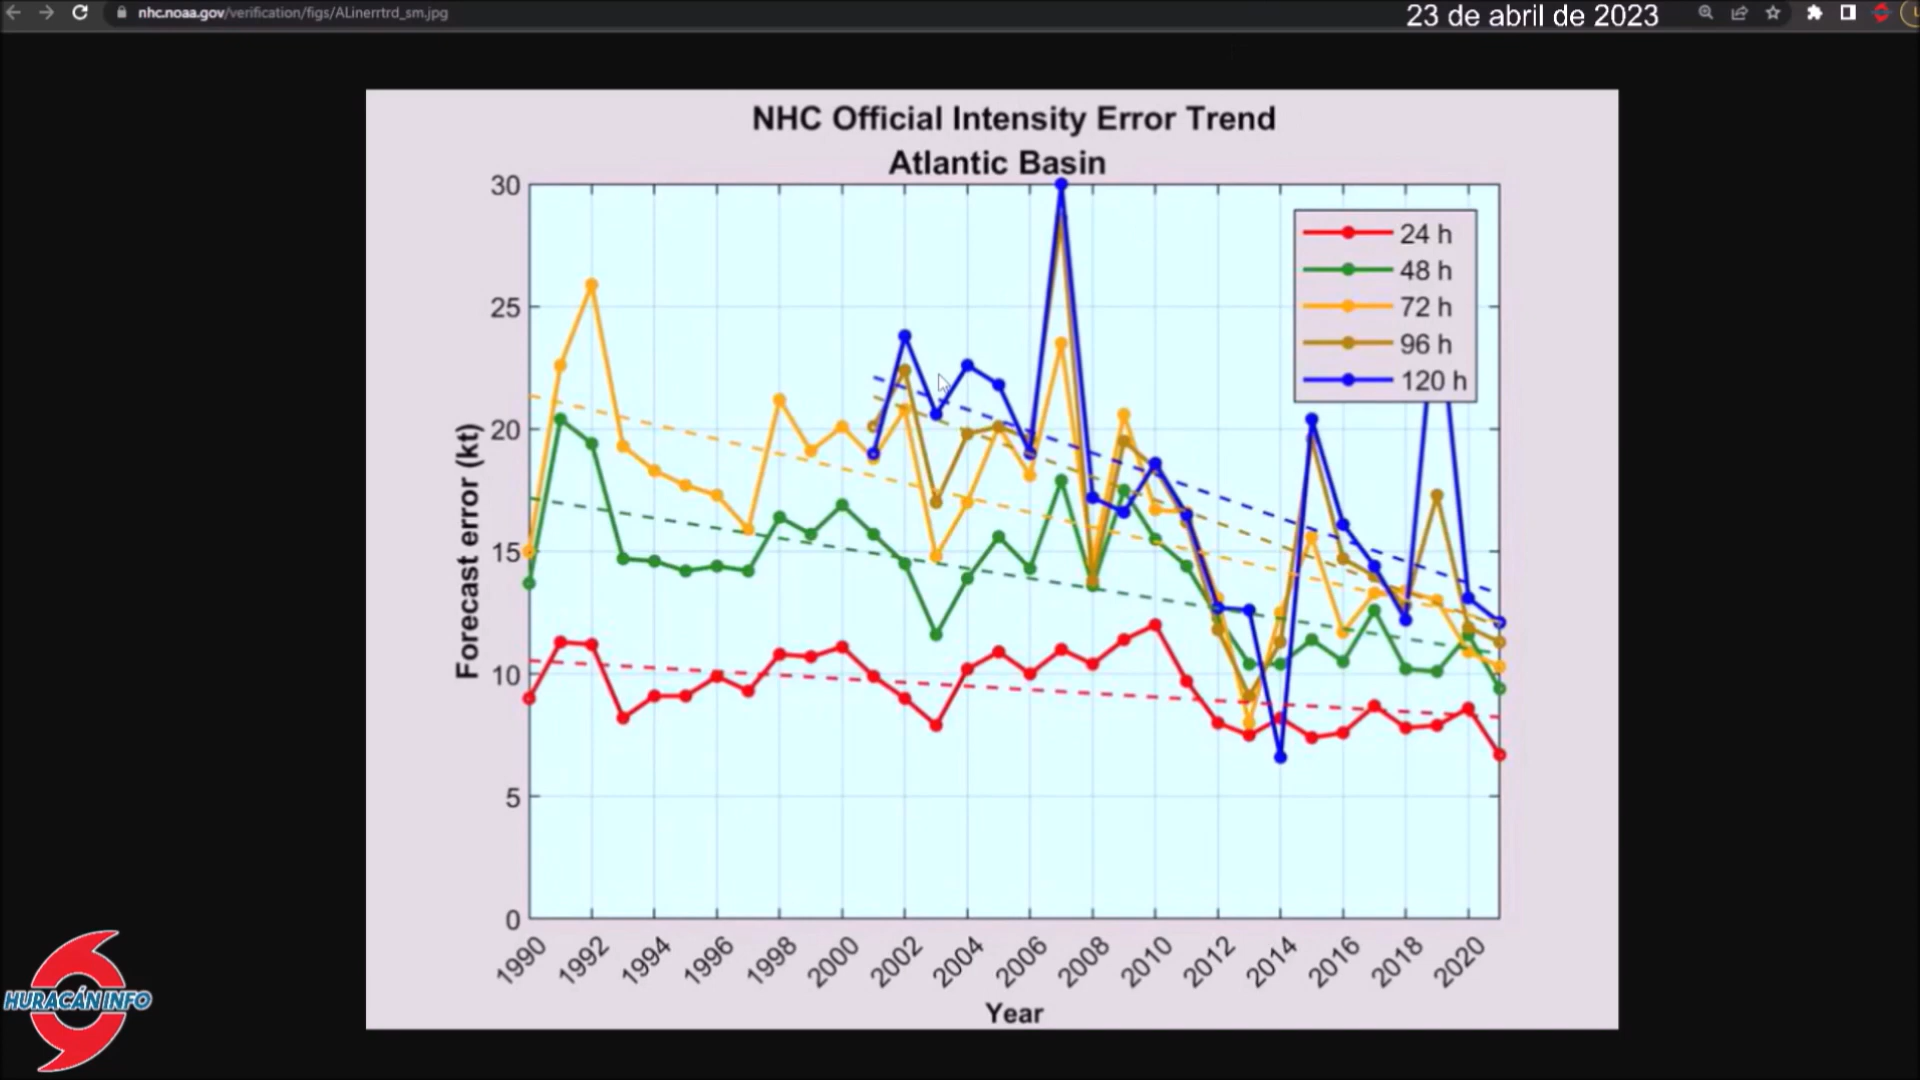 nhc.noaa.gov/verification/figs/ALinerrtrd_sm.jpg
23 de abril de 2023
NHC Official Intensity Error Trend
Atlantic Basin
30
25
20
15
10
5
0
Forecast error (kt)
24 h
48 h
72 h
96 h
120 h
1990 1992 1994 1996 1998 2000 2002 2004 2006 2008 2010 2012 2014 2016 2018 2020
Year
HURACÁN INFO